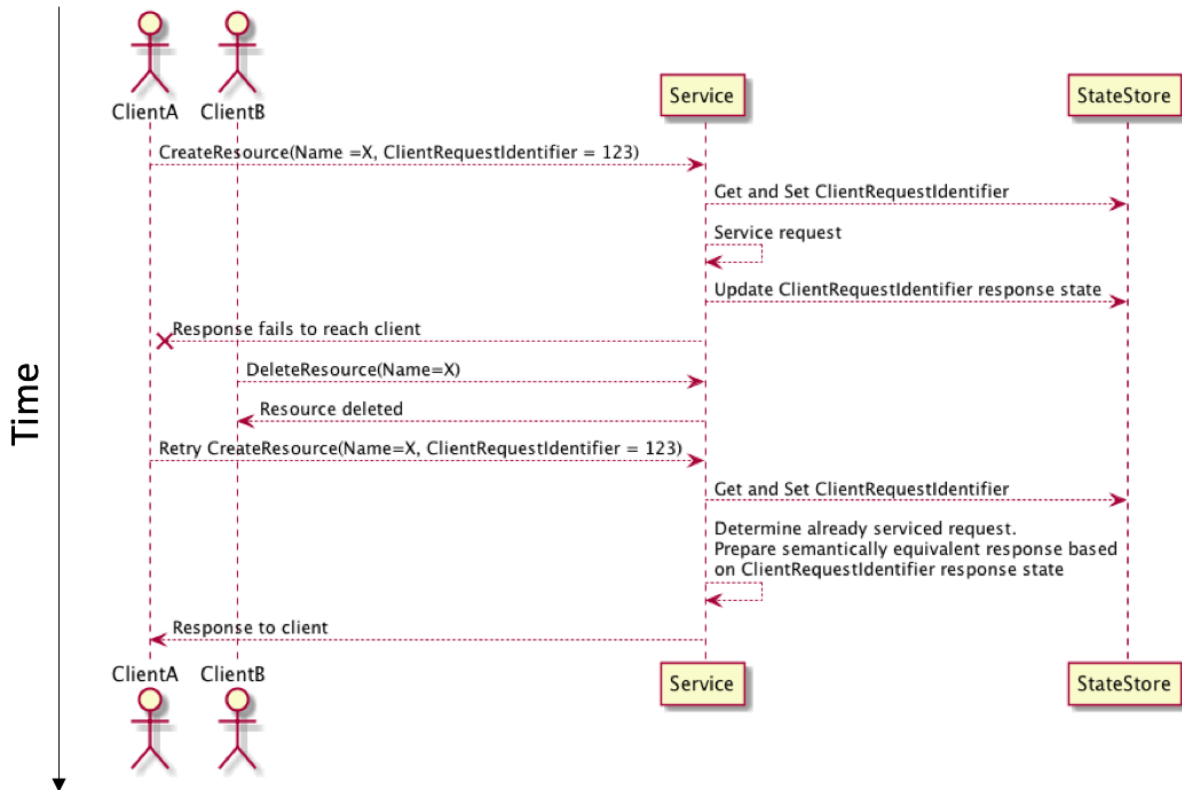 ClientA
ClientB
Service
StateStore
CreateResource(Name =X, ClientRequestIdentifier = 123)
Get and Set ClientRequestIdentifier
Service request
Update ClientRequestIdentifier response state
Response fails to reach client
DeleteResource(Name=X)
Resource deleted
Retry CreateResource(Name=X, ClientRequestIdentifier = 123)
Get and Set ClientRequestIdentifier
Determine already serviced request.
Prepare semantically equivalent response based
on ClientRequestIdentifier response state
Response to client
ClientA
ClientB
Service
StateStore
Time